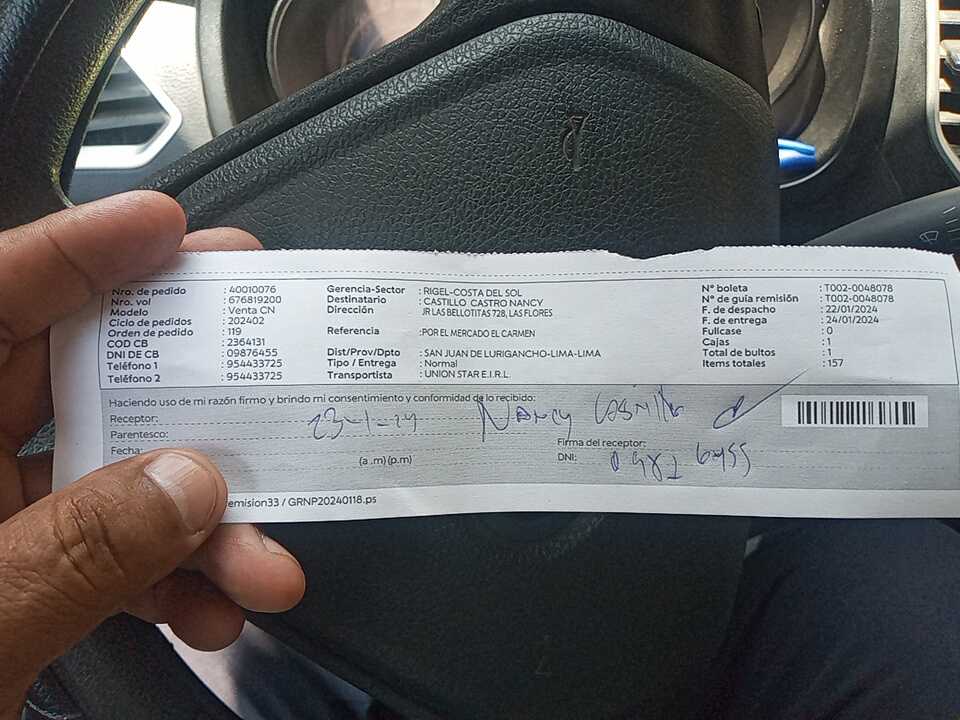 Nro. de pedido : 40010076
Nro. vol : 676819200
Modelo : Venta CN
Ciclo de pedidos : 202402
Orden de pedido : 119
COD CB : 2364131
DNI DE CB : 09876455
Teléfono 1 : 954433725
Teléfono 2 : 954433725
Gerencia-Sector : RIGEL-COSTA DEL SOL
Destinatario : CASTILLO CASTRO NANCY
Dirección : JR LAS BELLOTITAS 728, LAS FLORES
Referencia : POR EL MERCADO EL CARMEN
Dist/Prov/Dpto : SAN JUAN DE LURIGANCHO-LIMA-LIMA
Tipo / Entrega : Normal
Transportista : UNION STAR E.I.R.L.
N° boleta : T002-0048078
N° de guía remisión : T002-0048078
F. de despacho : 22/01/2024
F. de entrega : 24/01/2024
Fullcase : 0
Cajas : 1
Total de bultos : 1
Items totales : 157
Haciendo uso de mi razón firmo y brindo mi consentimiento y conformidad de lo recibido:
Receptor: Nancy Castillo
Parentesco: 23-1-24
Fecha: (a .m) (p.m)
Firma del receptor:
DNI:
emision33 / GRNP20240118.ps